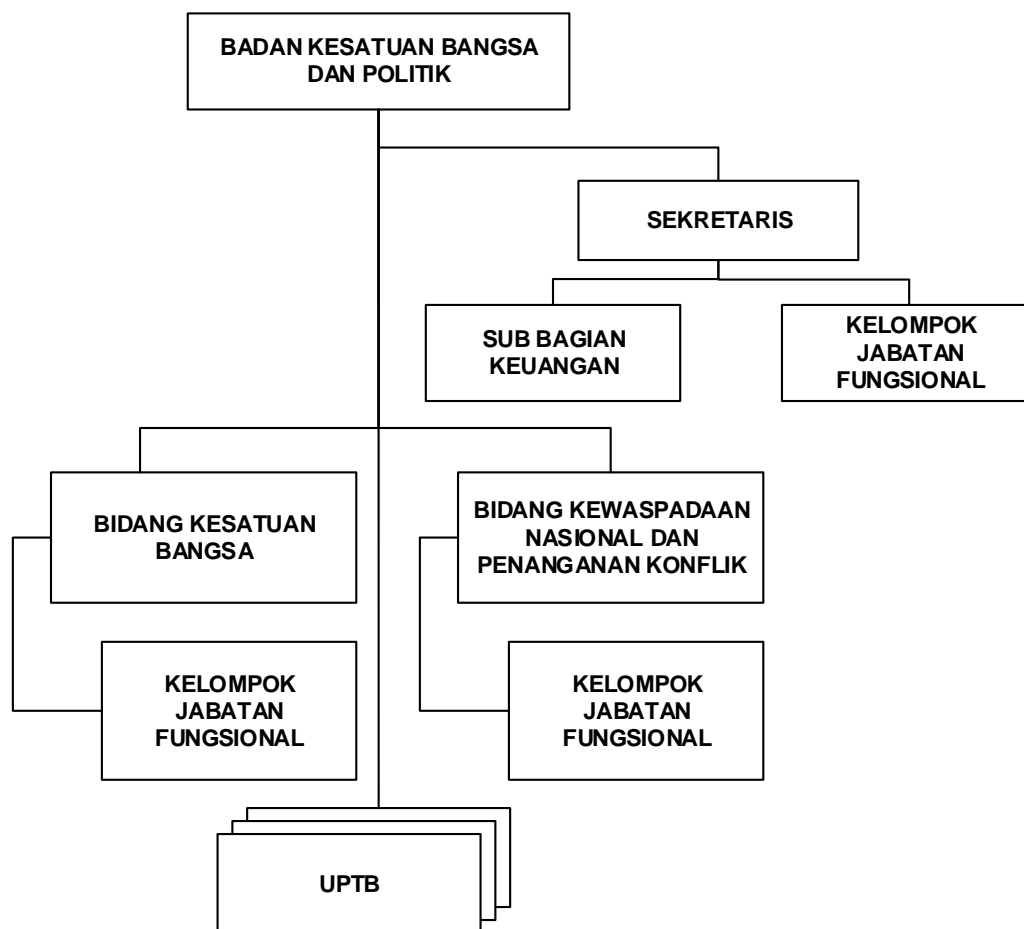 BADAN KESATUAN BANGSA
DAN POLITIK
SEKRETARIS
SUB BAGIAN
KEUANGAN
KELOMPOK
JABATAN
FUNGSIONAL
BIDANG KESATUAN
BANGSA
BIDANG KEWASPADAAN
NASIONAL DAN
PENANGANAN KONFLIK
KELOMPOK
JABATAN
FUNGSIONAL
KELOMPOK
JABATAN
FUNGSIONAL
UPTB